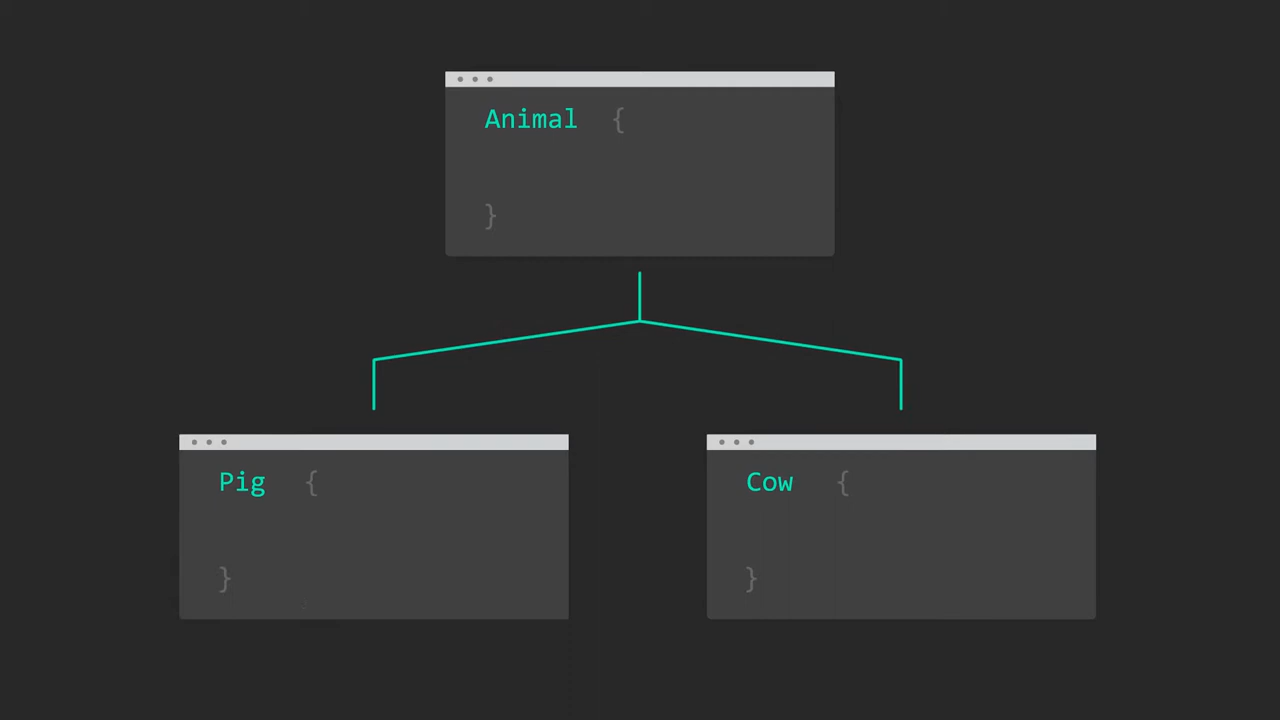 Animal {
}
Pig {
}
Cow {
}